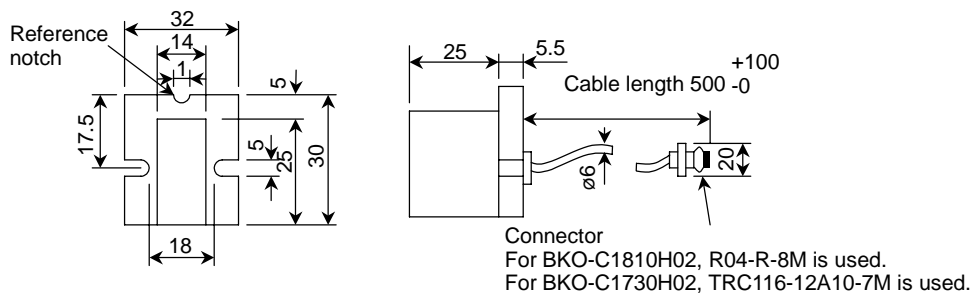 32
Reference
notch
14
1
5
17.5
5
25
30
18
25
5.5
Cable length 500 +100
-0
ø6
20
Connector
For BKO-C1810H02, R04-R-8M is used.
For BKO-C1730H02, TRC116-12A10-7M is used.